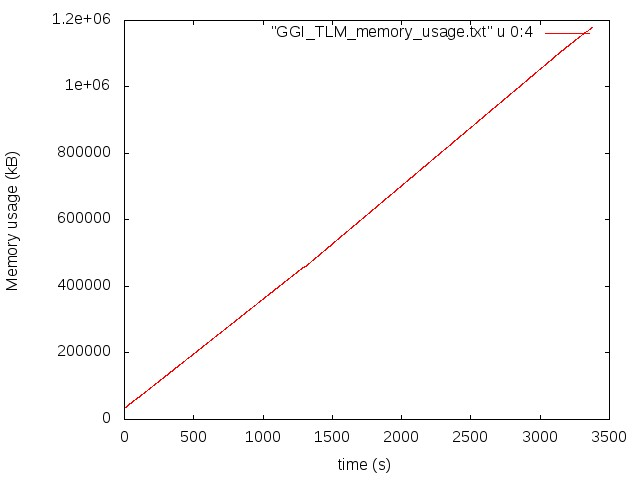 1.2e+06
"GGI_TLM_memory_usage.txt" u 0:4
1e+06
800000
Memory usage (kB)
600000
400000
200000
0
0 500 1000 1500 2000 2500 3000 3500
time (s)